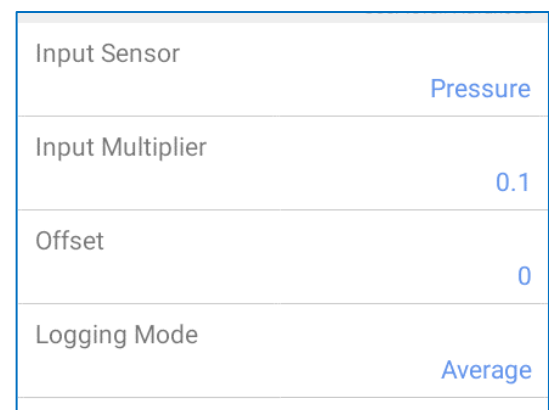 Input Sensor
Pressure
Input Multiplier
0.1
Offset
0
Logging Mode
Average